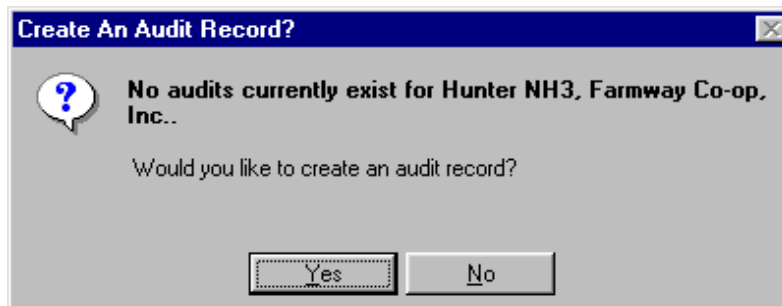 Create An Audit Record?
?
No audits currently exist for Hunter NH3, Farmway Co-op,
Inc..
Would you like to create an audit record?
Yes No